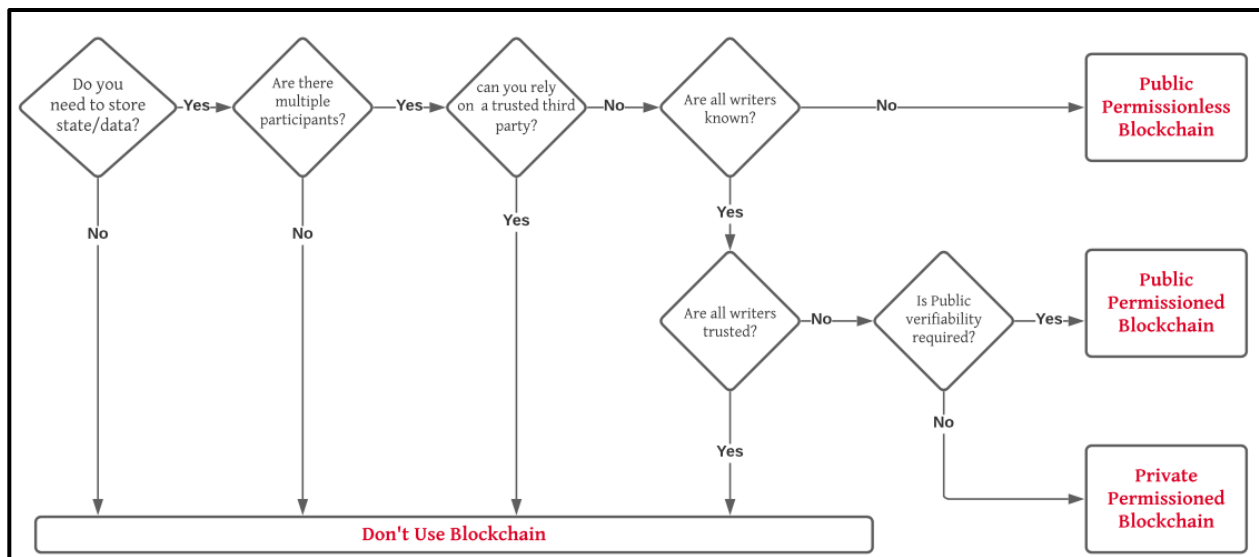 Do you
need to store
state/data?
Yes
Are there
multiple
participants?
Yes
can you rely
on a trusted third
party?
No
Are all writers
known?
No
Public
Permissionless
Blockchain
No
No
Yes
Yes
Are all writers
trusted?
No
Is Public
verifiability
required?
Yes
Public
Permissioned
Blockchain
Yes
No
Private
Permissioned
Blockchain
Don't Use Blockchain